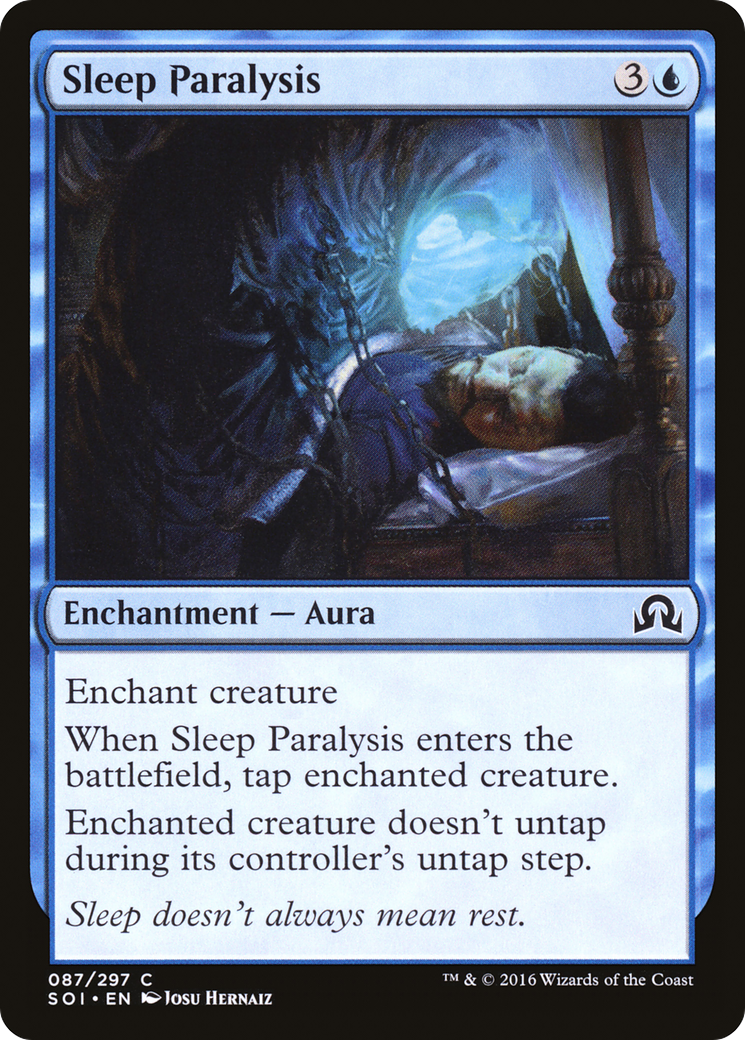 Sleep Paralysis 3
Enchantment — Aura
Enchant creature
When Sleep Paralysis enters the
battlefield, tap enchanted creature.
Enchanted creature doesn't untap
during its controller's untap step.
Sleep doesn't always mean rest.
087/297 C
SOI • EN Josu Hernaiz
™ & © 2016 Wizards of the Coast